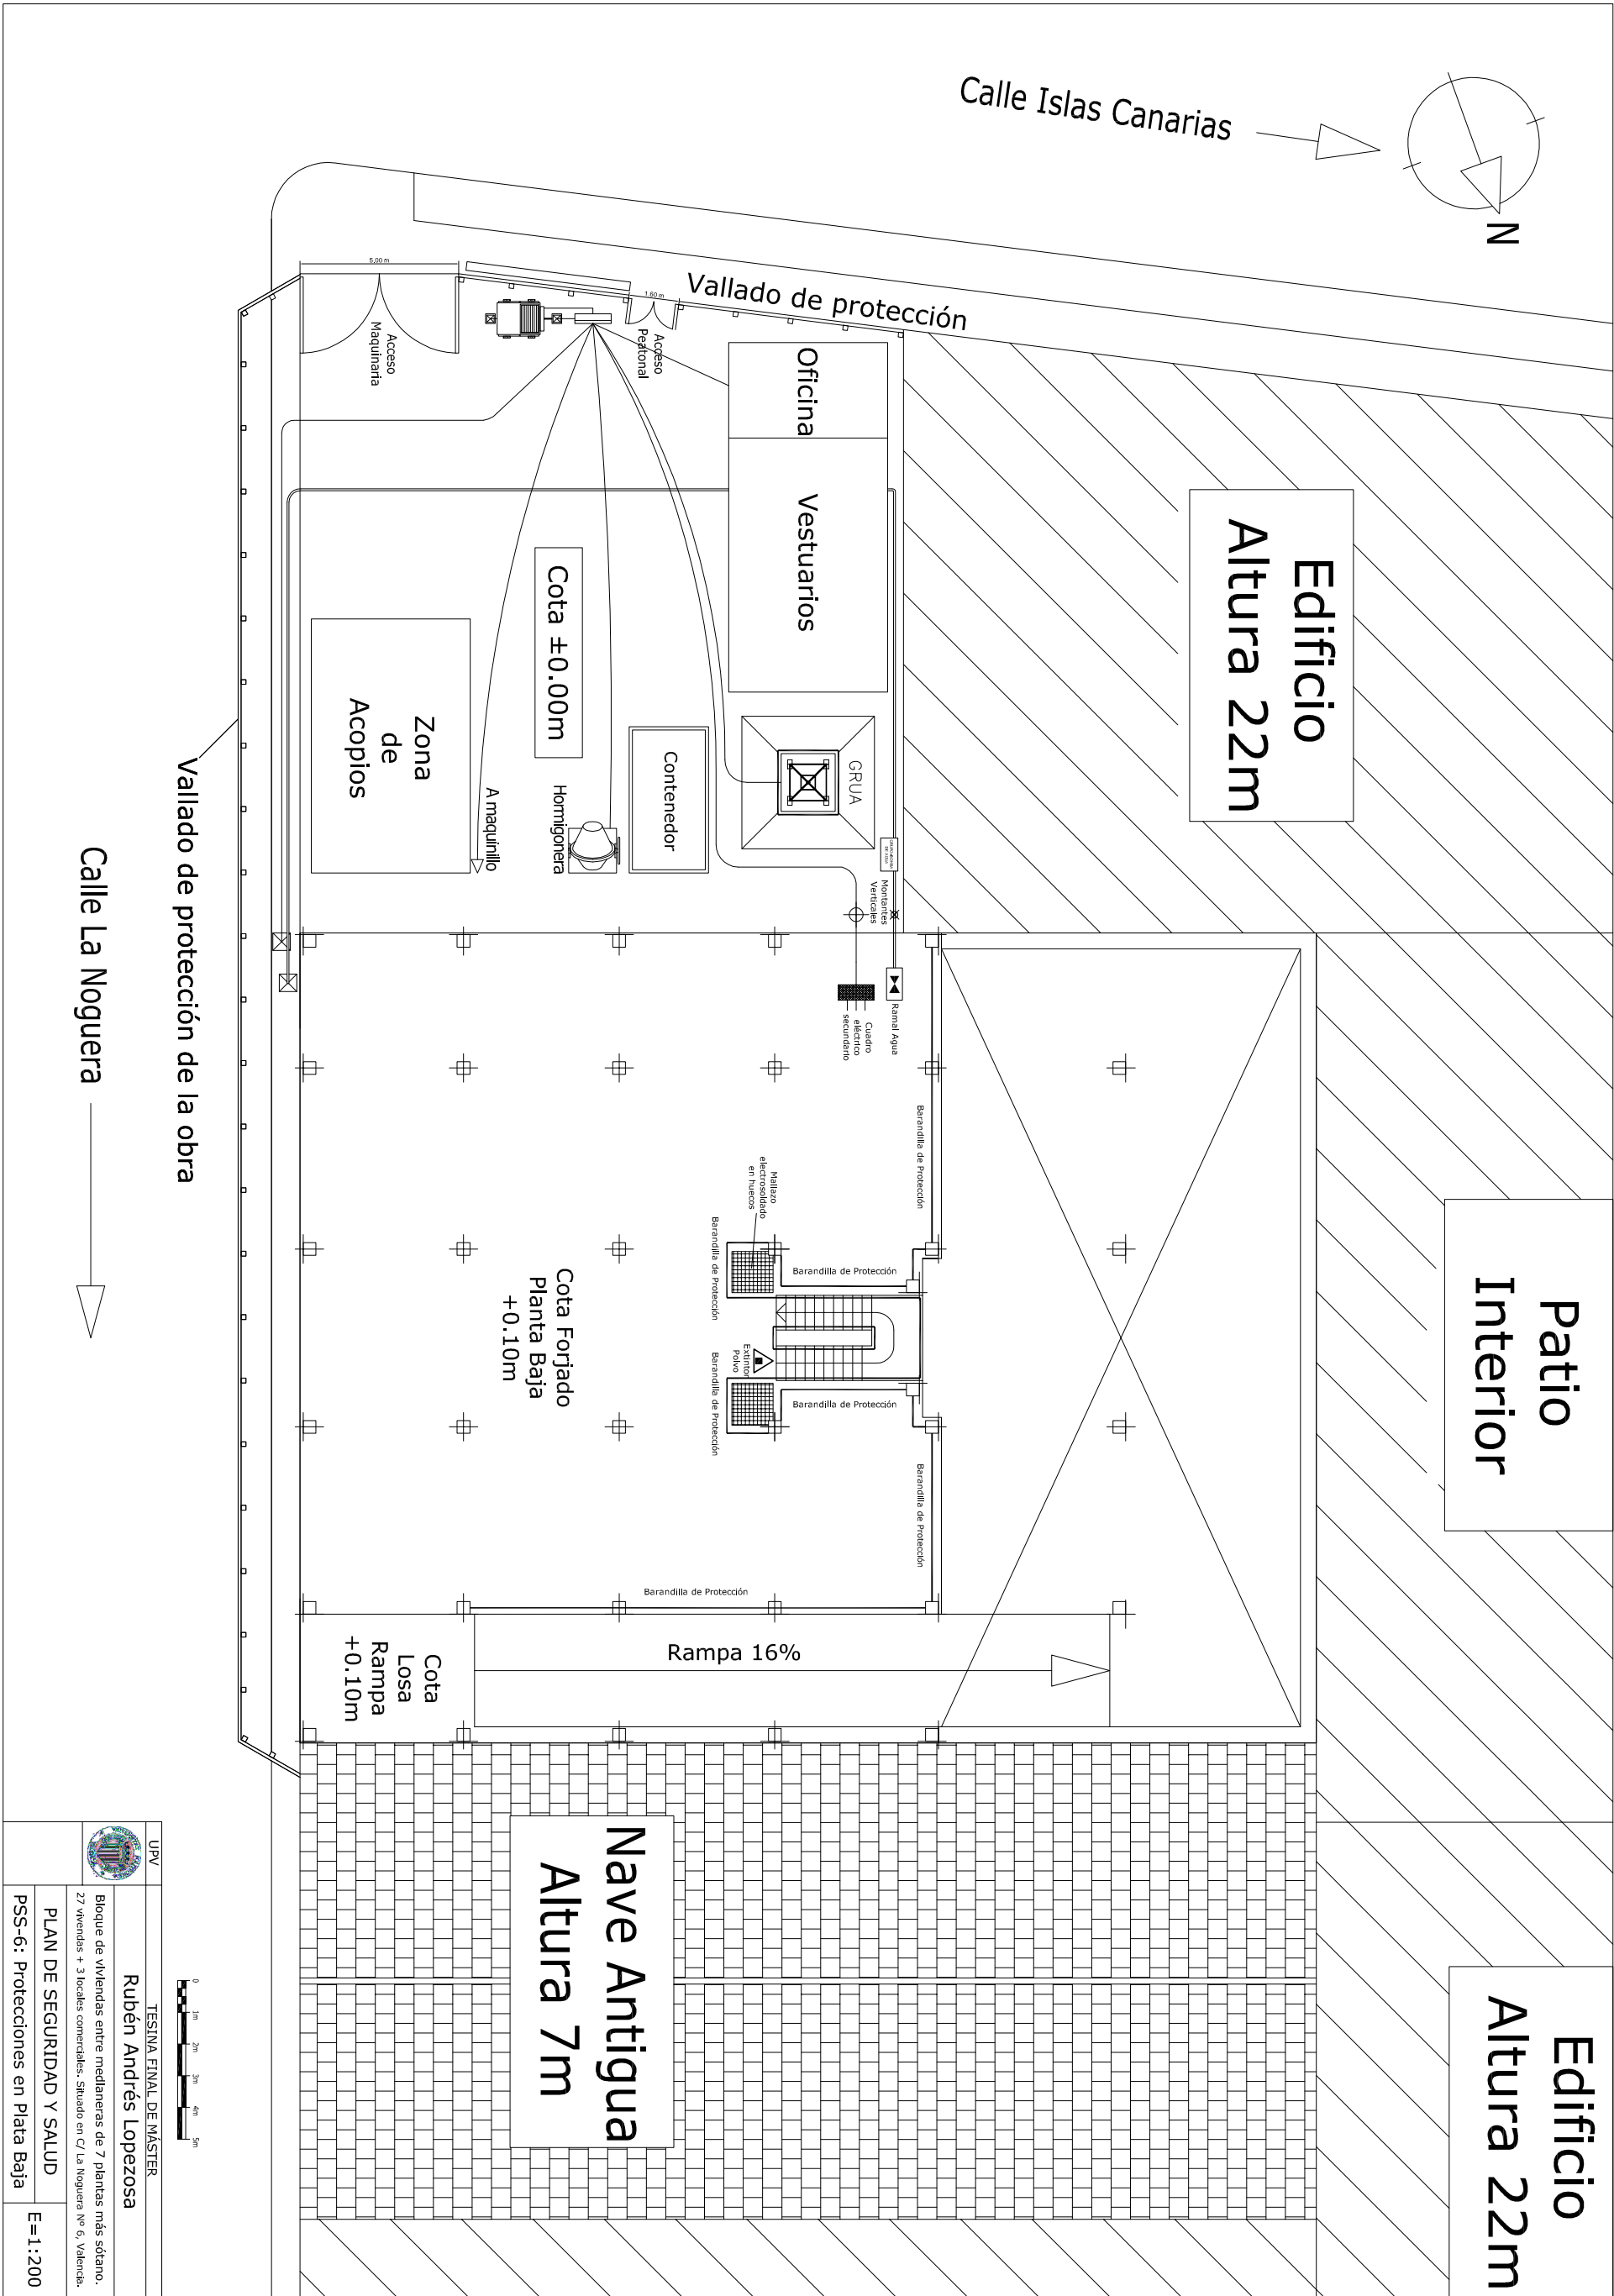 Calle Islas Canarias
N
Vallado de protección
5,00 m
1.60 m
Acceso
Maquinaria
Acceso
Peatonal
Oficina
Vestuarios
Edificio
Altura 22m
Cota ±0.00m
Zona
de
Acopios
Contenedor
GRUA
Hormigonera
A maquinillo
Montantes
Verticales
Ramal Agua
Cuadro
eléctrico
secundario
Vallado de protección de la obra
Calle La Noguera
Patio
Interior
Barandilla de Protección
Mallazo
electrosoldado
en huecos
Barandilla de Protección
Barandilla de Protección
Cota Forjado
Planta Baja
+0.10m
Extintor
Polvo
Barandilla de Protección
Barandilla de Protección
Barandilla de Protección
Barandilla de Protección
Rampa 16%
Cota
Losa
Rampa
+0.10m
Nave Antigua
Altura 7m
Edificio
Altura 22m
0 1m 2m 3m 4m 5m
UPV
TESINA FINAL DE MÁSTER
Rubén Andrés Lopezosa
Bloque de viviendas entre medianeras de 7 plantas más sótano.
27 vivendas + 3 locales comerciales. Situado en C/ La Noguera Nº 6, Valencia.
PLAN DE SEGURIDAD Y SALUD
PSS-6: Protecciones en Plata Baja
E=1:200